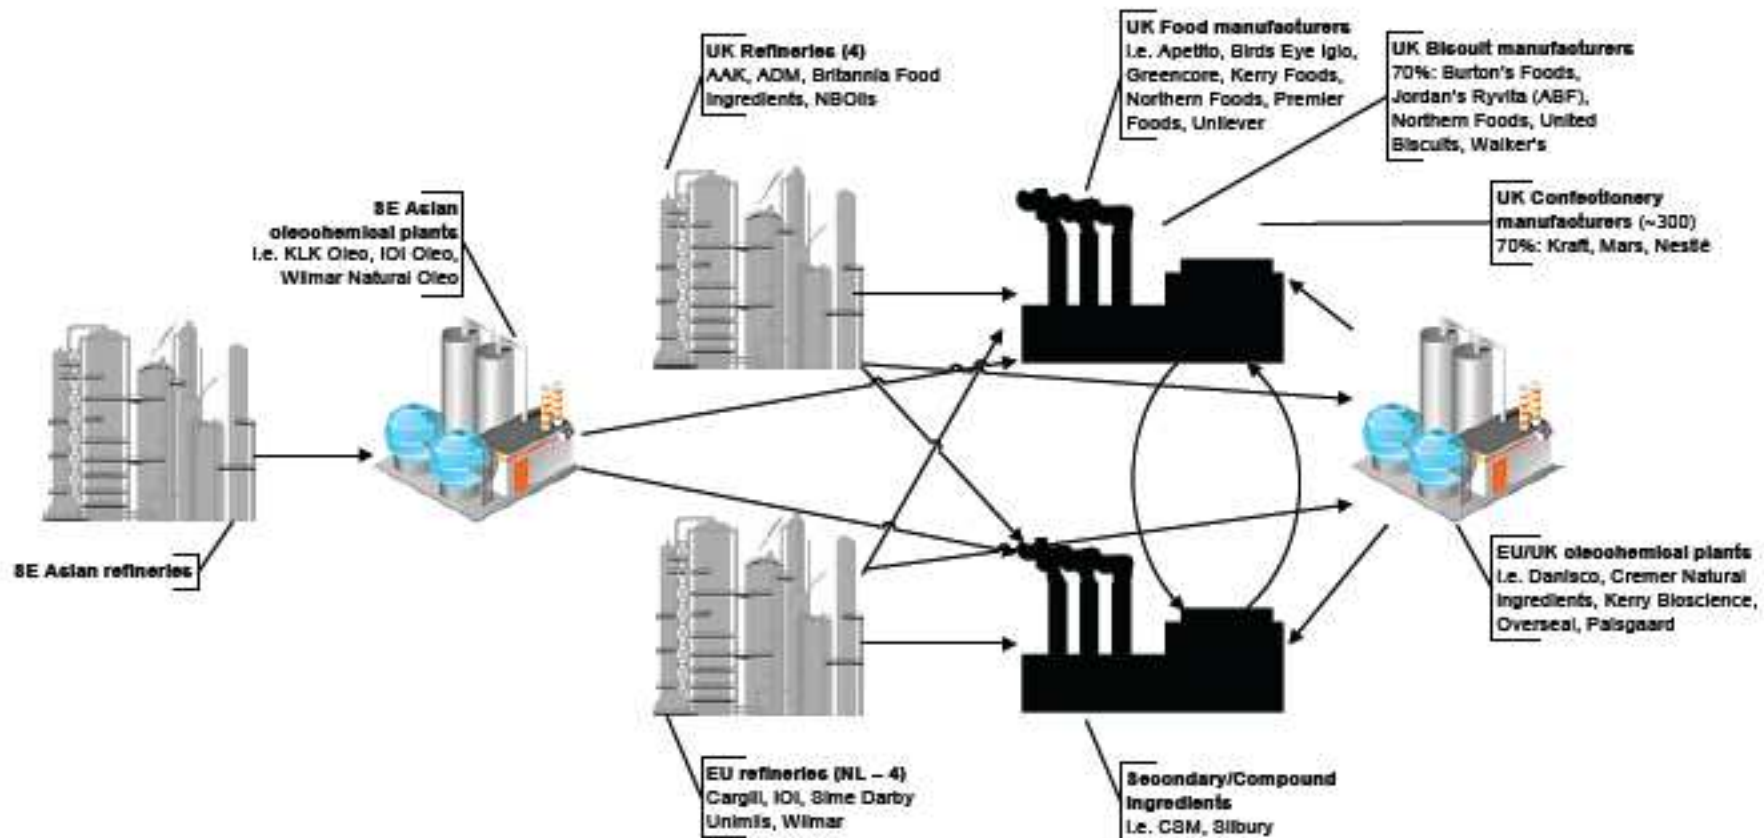 UK Refineries (4)
AAK, ADM, Britannia Food
Ingredients, NBOils
UK Food manufacturers
i.e. Apetito, Birds Eye Iglo,
Greencore, Kerry Foods,
Northern Foods, Premier
Foods, Unilever
UK Biscuit manufacturers
70%: Burton's Foods,
Jordan's Ryvita (ABF),
Northern Foods, United
Biscuits, Walker's
UK Confectionery
manufacturers (~300)
70%: Kraft, Mars, Nestlé
SE Asian
oleochemical plants
i.e. KLK Oleo, IOI Oleo,
Wilmar Natural Oleo
SE Asian refineries
EU/UK oleochemical plants
i.e. Danisco, Cremer Natural
Ingredients, Kerry Bioscience,
Overseal, Palsgaard
EU refineries (NL – 4)
Cargill, IOI, Sime Darby
Unimills, Wilmar
Secondary/Compound
Ingredients
i.e. CSM, Silbury